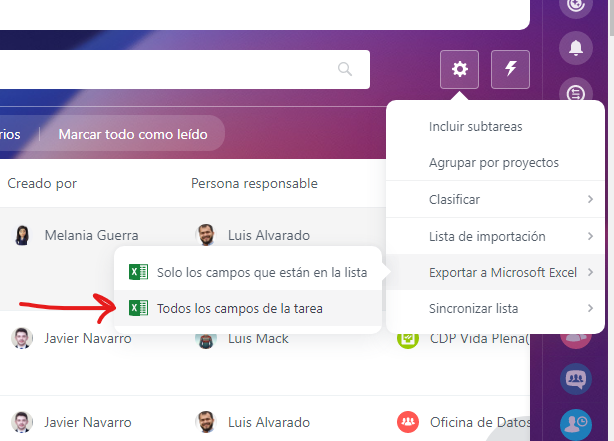 rios
Marcar todo como leído
Incluir subtareas
Agrupar por proyectos
Clasificar
Lista de importación
Exportar a Microsoft Excel
Sincronizar lista
Creado por
Persona responsable
Melania Guerra
Luis Alvarado
Solo los campos que están en la lista
Todos los campos de la tarea
Javier Navarro
Luis Mack
CDP Vida Plena(
Javier Navarro
Luis Alvarado
Oficina de Datos